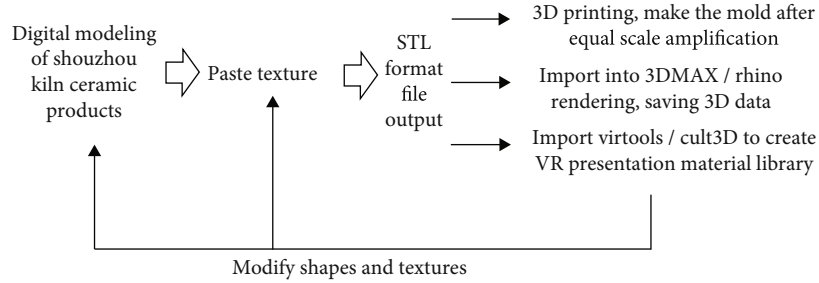 Digital modeling
of shouzhou
kiln ceramic
products
Paste texture
STL
format
file
output
3D printing, make the mold after
equal scale amplification
Import into 3DMAX / rhino
rendering, saving 3D data
Import virtools / cult3D to create
VR presentation material library
Modify shapes and textures